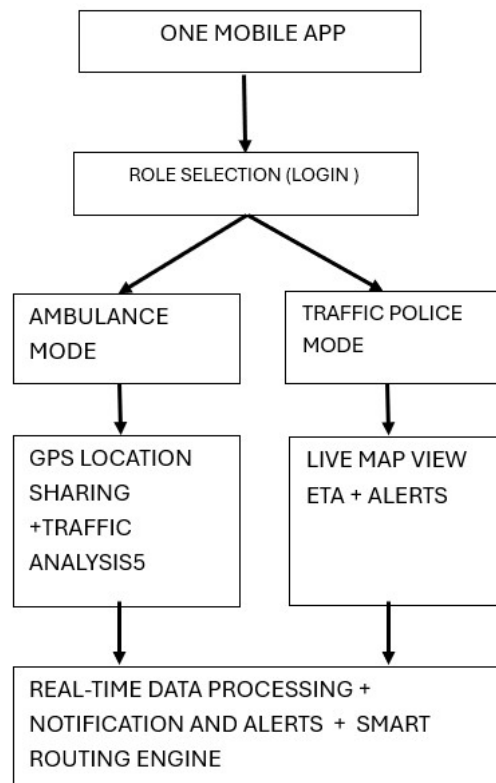 ONE MOBILE APP
ROLE SELECTION (LOGIN )
AMBULANCE
MODE
TRAFFIC POLICE
MODE
GPS LOCATION
SHARING
+TRAFFIC
ANALYSIS5
LIVE MAP VIEW
ETA + ALERTS
REAL-TIME DATA PROCESSING +
NOTIFICATION AND ALERTS + SMART
ROUTING ENGINE